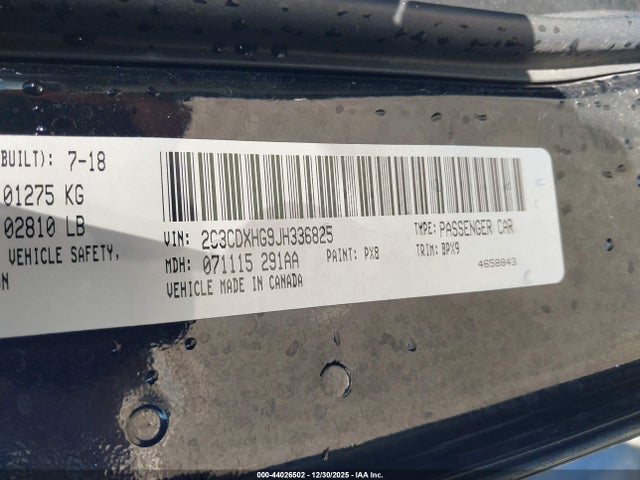 BUILT): 7-18
01275 KG
02810 LB
VEHICLE SAFETY,
ON
VIN: 2C3CDXHG9JH336825
TYPE: PASSENGER CAR
MDH: 071115 291AA
PAINT: PX8
TRIM: BPX9
VEHICLE MADE IN CANADA
4658843
000-44026502 - 12/30/2025 - IAA Inc.